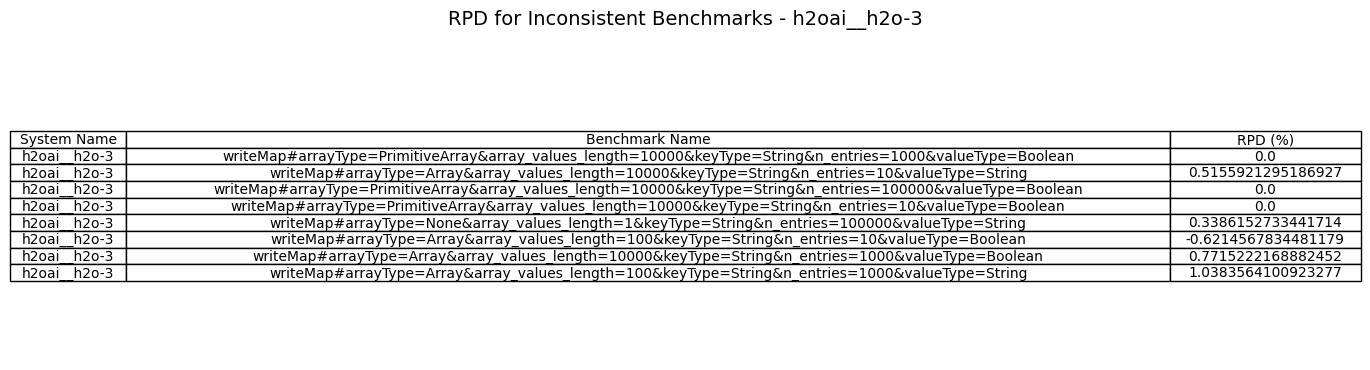 RPD for Inconsistent Benchmarks - h2oai__h2o-3
System Name Benchmark Name RPD (%)
h2oai__h2o-3 writeMap#arrayType=PrimitiveArray&array_values_length=10000&keyType=String&n_entries=1000&valueType=Boolean 0.0
h2oai__h2o-3 writeMap#arrayType=Array&array_values_length=10000&keyType=String&n_entries=10&valueType=String 0.5155921295186927
h2oai__h2o-3 writeMap#arrayType=PrimitiveArray&array_values_length=10000&keyType=String&n_entries=100000&valueType=Boolean 0.0
h2oai__h2o-3 writeMap#arrayType=PrimitiveArray&array_values_length=10000&keyType=String&n_entries=10&valueType=Boolean 0.0
h2oai__h2o-3 writeMap#arrayType=None&array_values_length=1&keyType=String&n_entries=100000&valueType=String 0.3386152733441714
h2oai__h2o-3 writeMap#arrayType=Array&array_values_length=100&keyType=String&n_entries=10&valueType=Boolean -0.6214567834481179
h2oai__h2o-3 writeMap#arrayType=Array&array_values_length=10000&keyType=String&n_entries=1000&valueType=Boolean 0.7715222168882452
h2oai__h2o-3 writeMap#arrayType=Array&array_values_length=100&keyType=String&n_entries=1000&valueType=String 1.0383564100923277